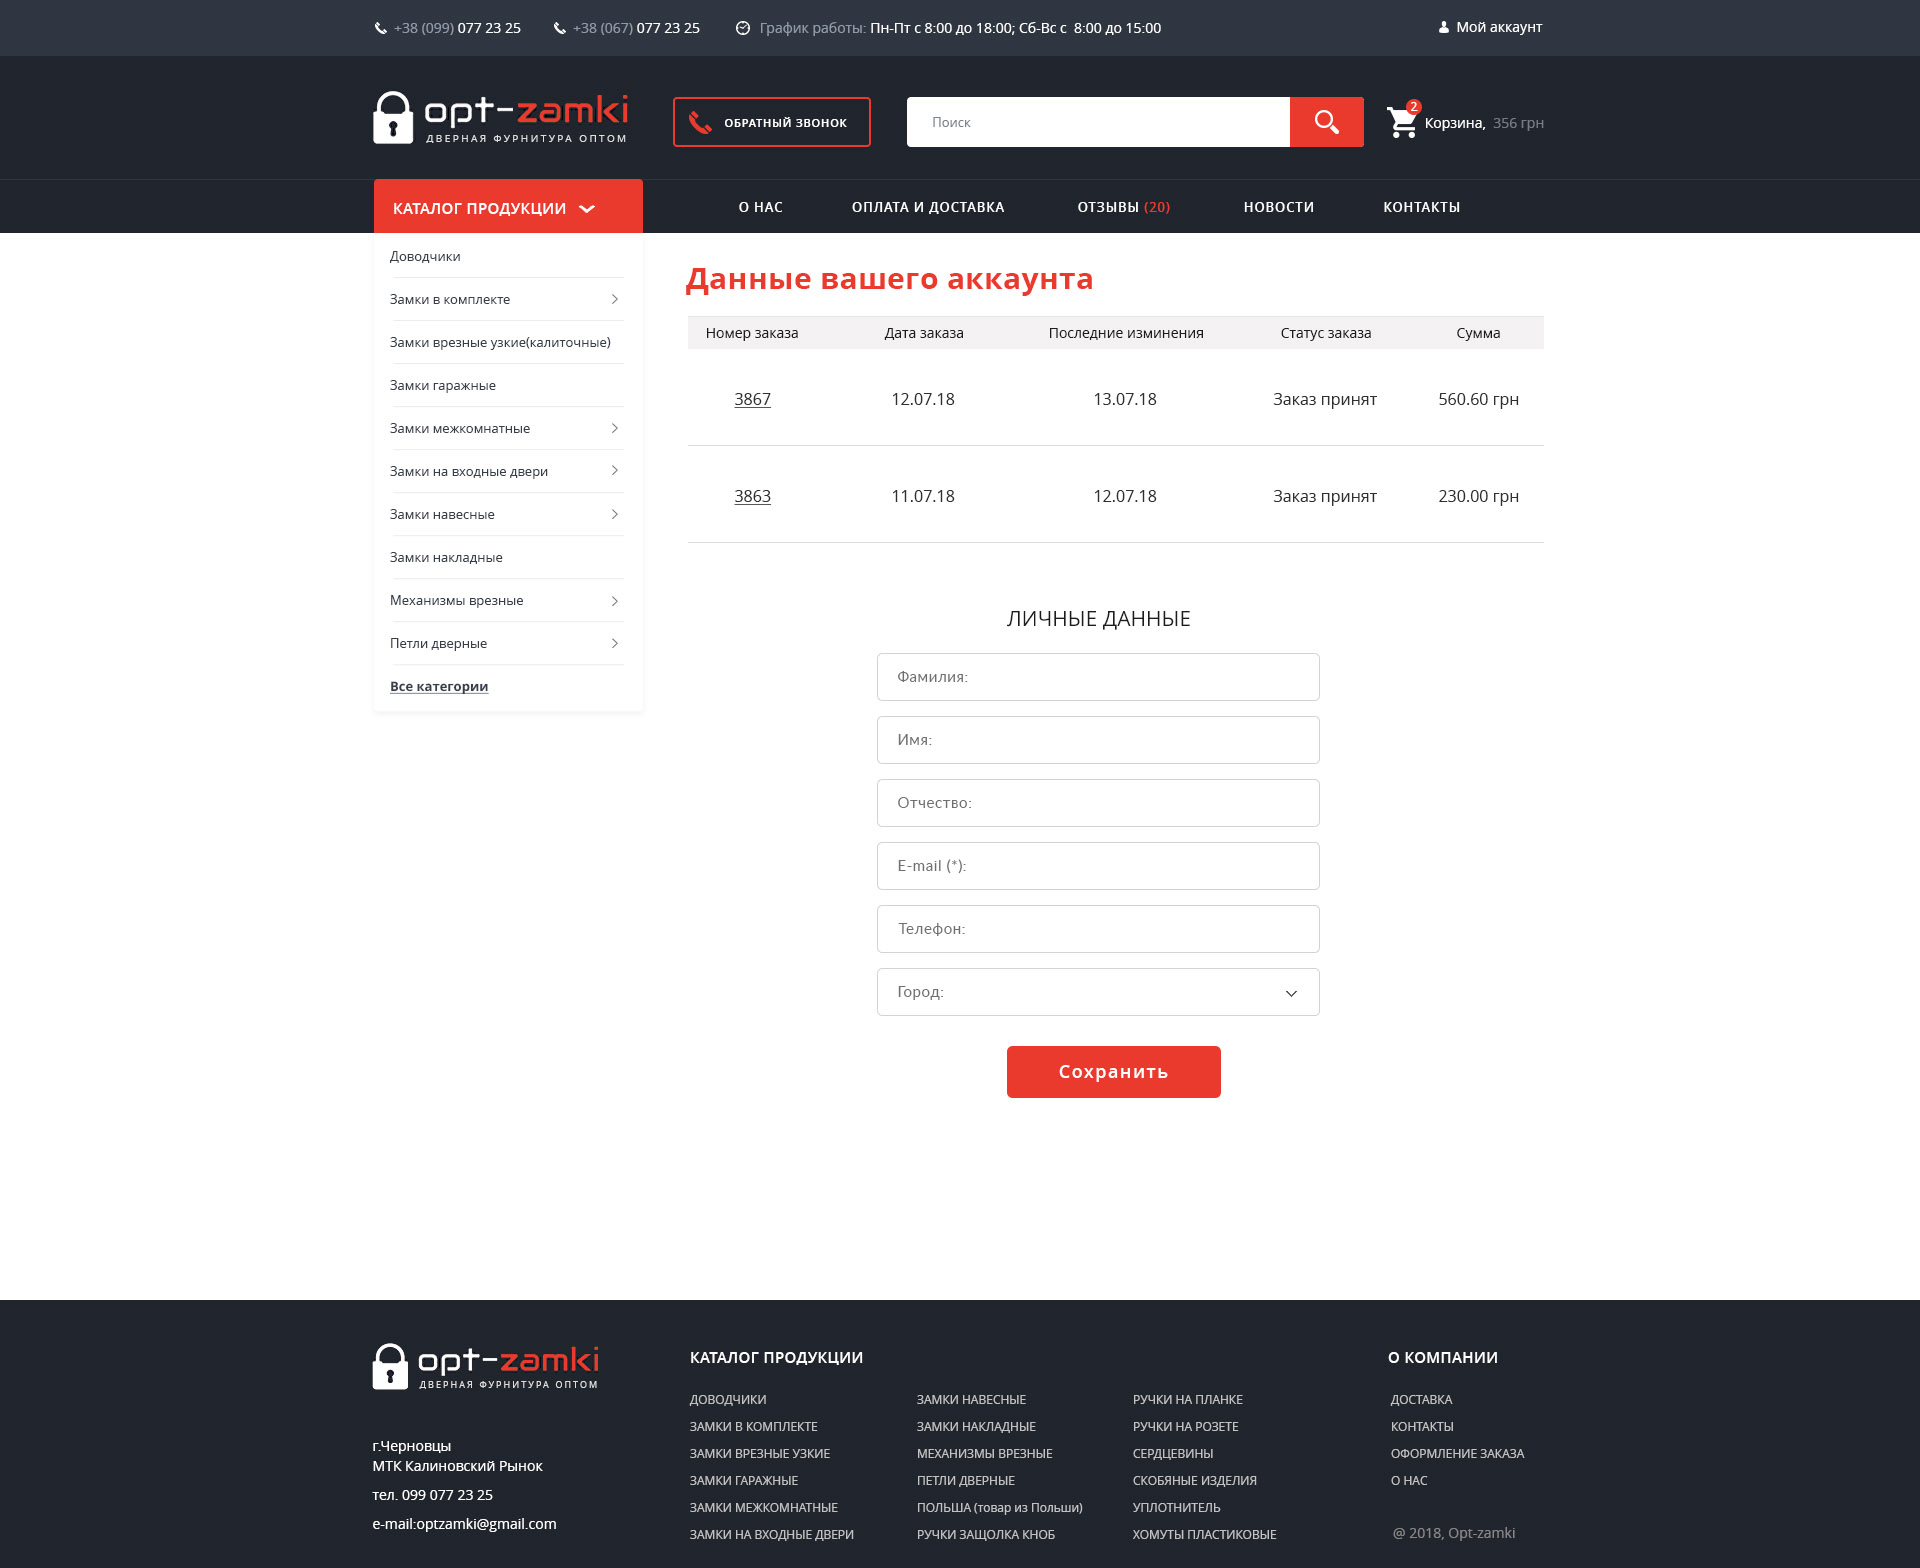 +38 (099) 077 23 25
+38 (067) 077 23 25
График работы: Пн-Пт с 8:00 до 18:00; Сб-Вс с 8:00 до 15:00
Мой аккаунт
opt-zamki
ДВЕРНАЯ ФУРНИТУРА ОПТОМ
ОБРАТНЫЙ ЗВОНОК
Поиск
2
Корзина, 356 грн
КАТАЛОГ ПРОДУКЦИИ
О НАС
ОПЛАТА И ДОСТАВКА
ОТЗЫВЫ (20)
НОВОСТИ
КОНТАКТЫ
Доводчики
Замки в комплекте
Замки врезные узкие(калиточные)
Замки гаражные
Замки межкомнатные
Замки на входные двери
Замки навесные
Замки накладные
Механизмы врезные
Петли дверные
Все категории
Данные вашего аккаунта
Номер заказа Дата заказа Последние изминения Статус заказа Сумма
3867 12.07.18 13.07.18 Заказ принят 560.60 грн
3863 11.07.18 12.07.18 Заказ принят 230.00 грн
ЛИЧНЫЕ ДАННЫЕ
Фамилия:
Имя:
Отчество:
E-mail (*):
Телефон:
Город:
Сохранить
opt-zamki
ДВЕРНАЯ ФУРНИТУРА ОПТОМ
г.Черновцы
МТК Калиновский Рынок
тел. 099 077 23 25
e-mail:optzamki@gmail.com
КАТАЛОГ ПРОДУКЦИИ
ДОВОДЧИКИ
ЗАМКИ В КОМПЛЕКТЕ
ЗАМКИ ВРЕЗНЫЕ УЗКИЕ
ЗАМКИ ГАРАЖНЫЕ
ЗАМКИ МЕЖКОМНАТНЫЕ
ЗАМКИ НА ВХОДНЫЕ ДВЕРИ
ЗАМКИ НАВЕСНЫЕ
ЗАМКИ НАКЛАДНЫЕ
МЕХАНИЗМЫ ВРЕЗНЫЕ
ПЕТЛИ ДВЕРНЫЕ
ПОЛЬША (товар из Польши)
РУЧКИ ЗАЩОЛКА КНОБ
РУЧКИ НА ПЛАНКЕ
РУЧКИ НА РОЗЕТЕ
СЕРДЦЕВИНЫ
СКОБЯНЫЕ ИЗДЕЛИЯ
УПЛОТНИТЕЛЬ
ХОМУТЫ ПЛАСТИКОВЫЕ
О КОМПАНИИ
ДОСТАВКА
КОНТАКТЫ
ОФОРМЛЕНИЕ ЗАКАЗА
О НАС
@ 2018, Opt-zamki